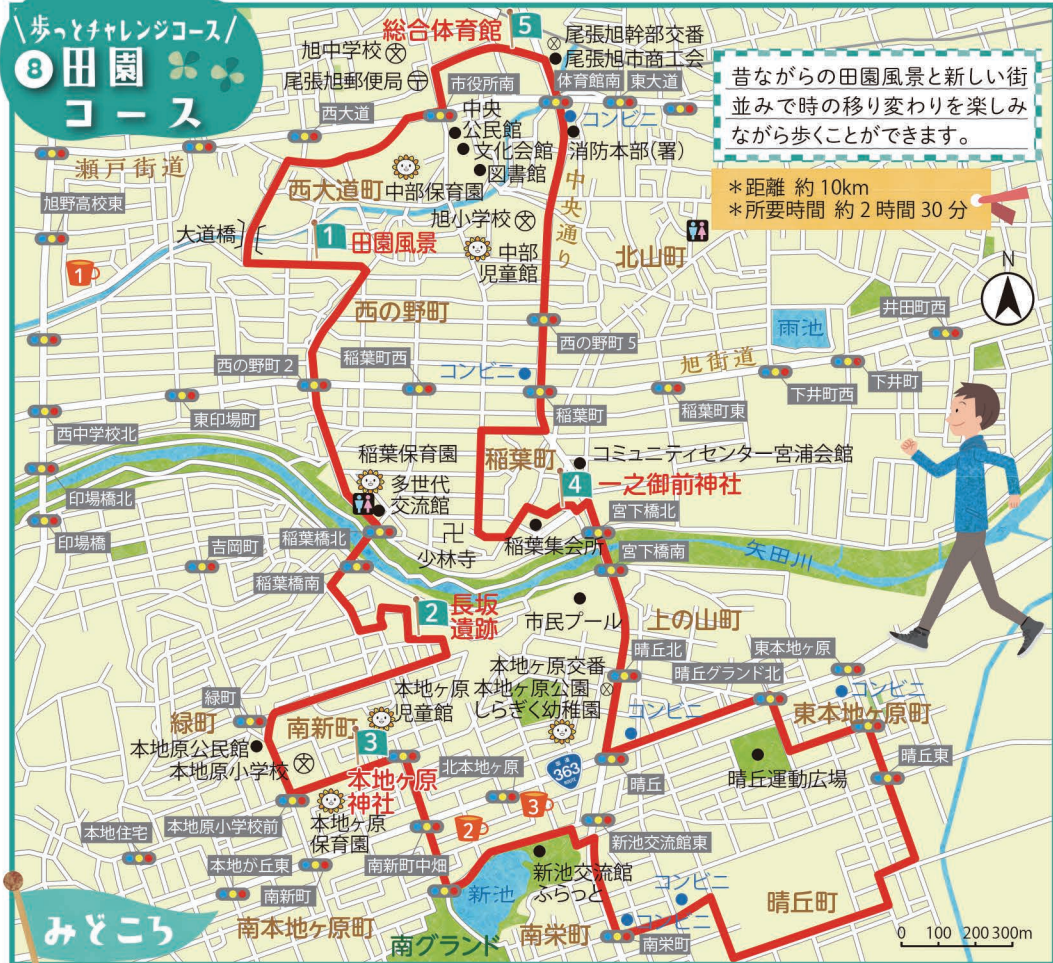 歩っとチャレンジコース
8 田園
コース
昔ながらの田園風景と新しい街
並みで時の移り変わりを楽しみ
ながら歩くことができます。
*距離 約10km
*所要時間 約2時間30分
N
総合体育館
5
尾張旭幹部交番
尾張旭市商工会
旭中学校
尾張旭郵便局
市役所南
体育館南
東大道
西大道
中央
公民館
コンビニ
文化会館
消防本部(署)
図書館
瀬戸街道
西大道町
中部保育園
中央通り
旭野高校東
旭小学校
大道橋
1
田園風景
中部
児童館
北山町
1
西の野町
雨池
井田町西
西の野町5
西の野町2
稲葉町西
コンビニ
旭街道
下井町
下井町西
東印場町
稲葉町
稲葉町東
西中学校北
稲葉保育園
稲葉町
コミュニティセンター宮浦会館
多世代
交流館
4
一之御前神社
印場橋北
宮下橋北
印場橋
吉岡町
稲葉橋北
卍
少林寺
稲葉集会所
宮下橋南
矢田川
稲葉橋南
2
長坂
遺跡
市民プール
上の山町
晴丘北
東本地ケ原
本地ヶ原交番
晴丘グランド北
緑町
本地ヶ原
児童館
本地ヶ原公園
しらぎく幼稚園
コンビニ
緑町
南新町
コンビニ
東本地ヶ原町
本地原公民館
3
本地原小学校
北本地ヶ原
363
晴丘
晴丘運動広場
晴丘東
本地ヶ原
神社
本地原小学校前
本地ヶ原
保育園
2
3
本地住宅
本地が丘東
南新町中畑
新池交流館東
新池交流館
ふらっと
コンビニ
南新町
新池
コンビニ
晴丘町
みどころ
南本地ヶ原町
南グランド
南栄町
南栄町
0 100 200 300m